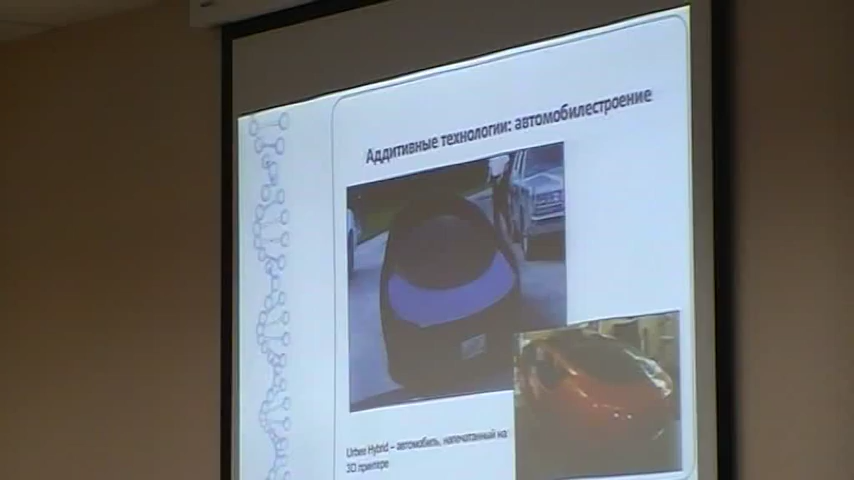 Аддитивные технологии: автомобилестроение
Urbee Hybrid – автомобиль, напечатанный на
3D принтере